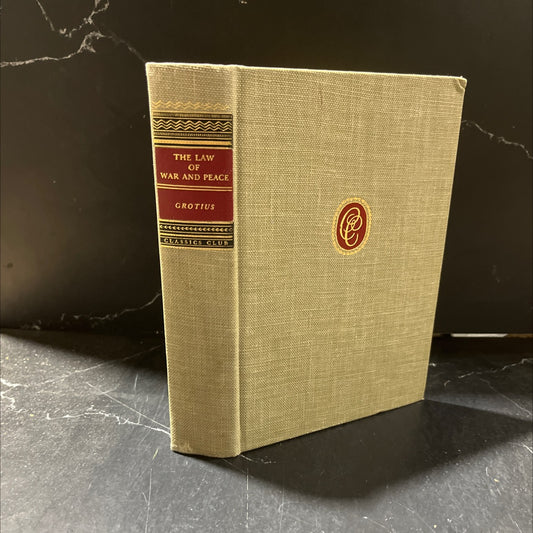 THE LAW
OF
WAR AND PEACE
GROTIUS
CLASSICS CLUB